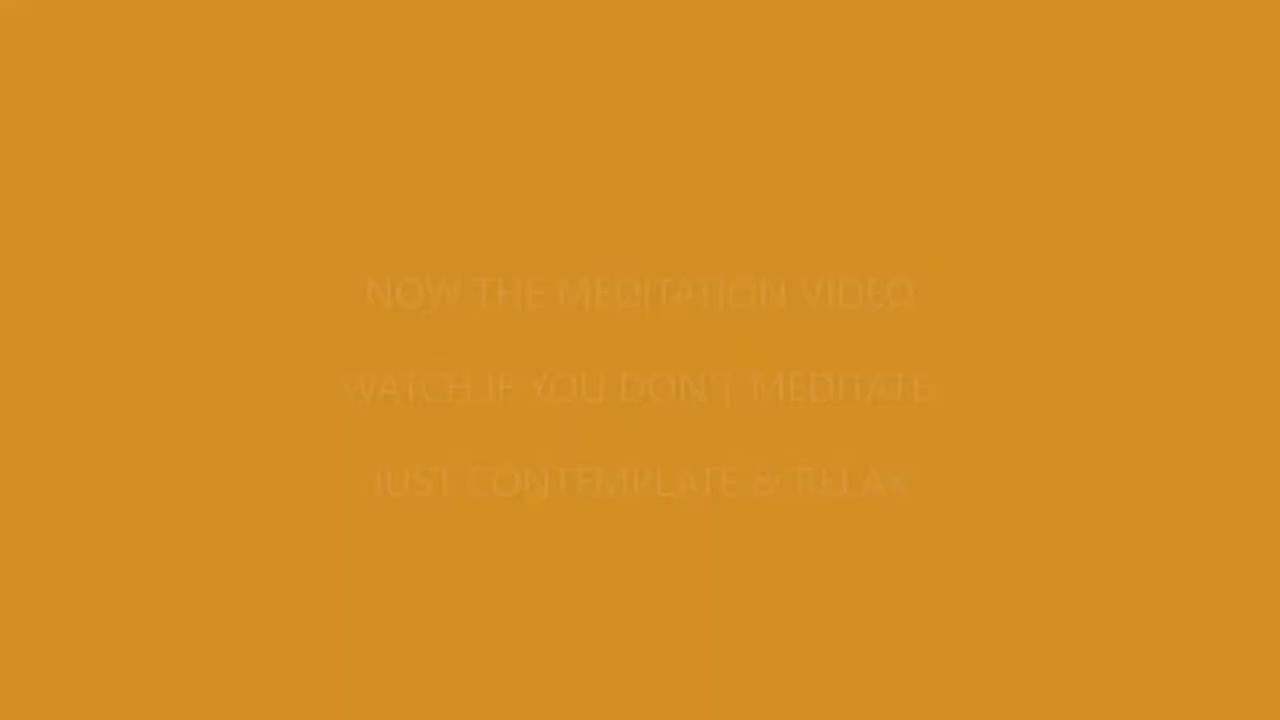 NOW THE MEDITATION VIDEO
WATCH IF YOU DON'T MEDITATE
JUST CONTEMPLATE & RELAX